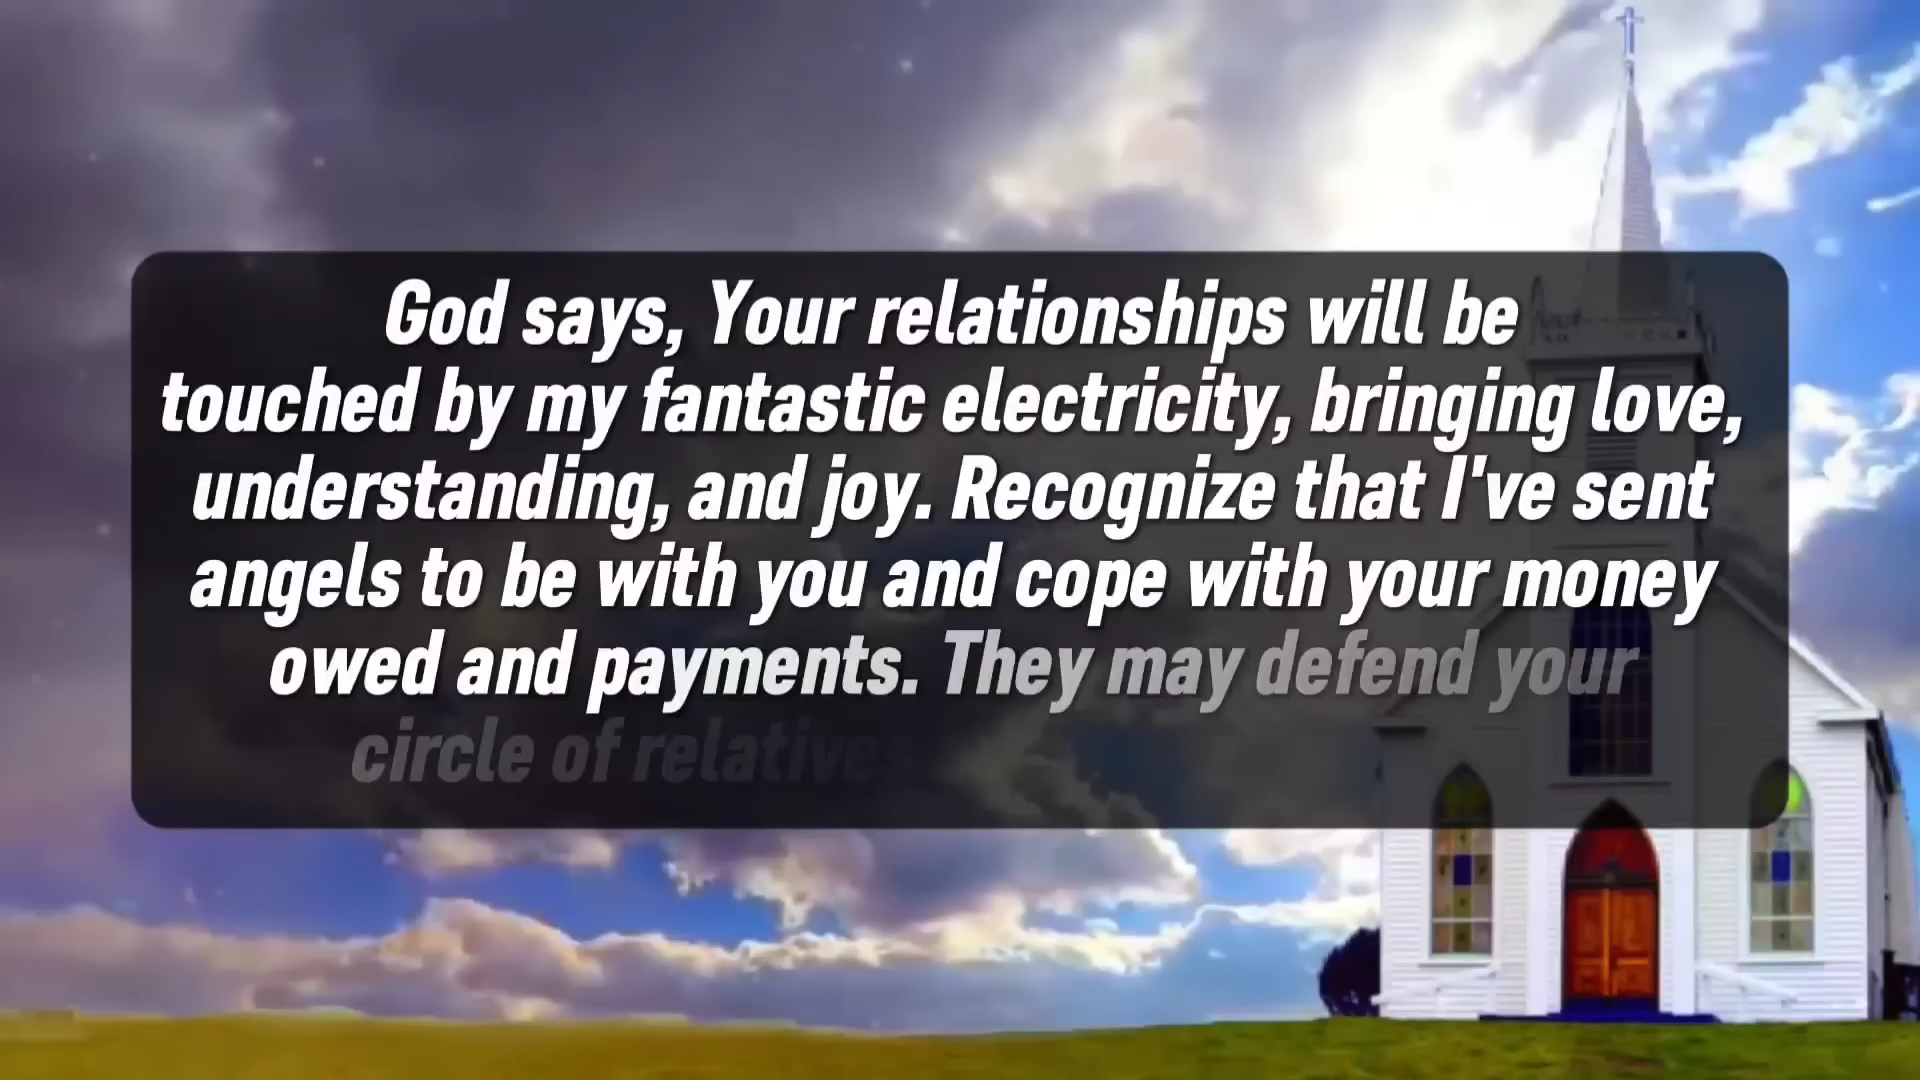 God says, Your relationships will be
touched by my fantastic electricity, bringing love,
understanding, and joy. Recognize that I've sent
angels to be with you and cope with your money
owed and payments. They may defend your
circle of relatives